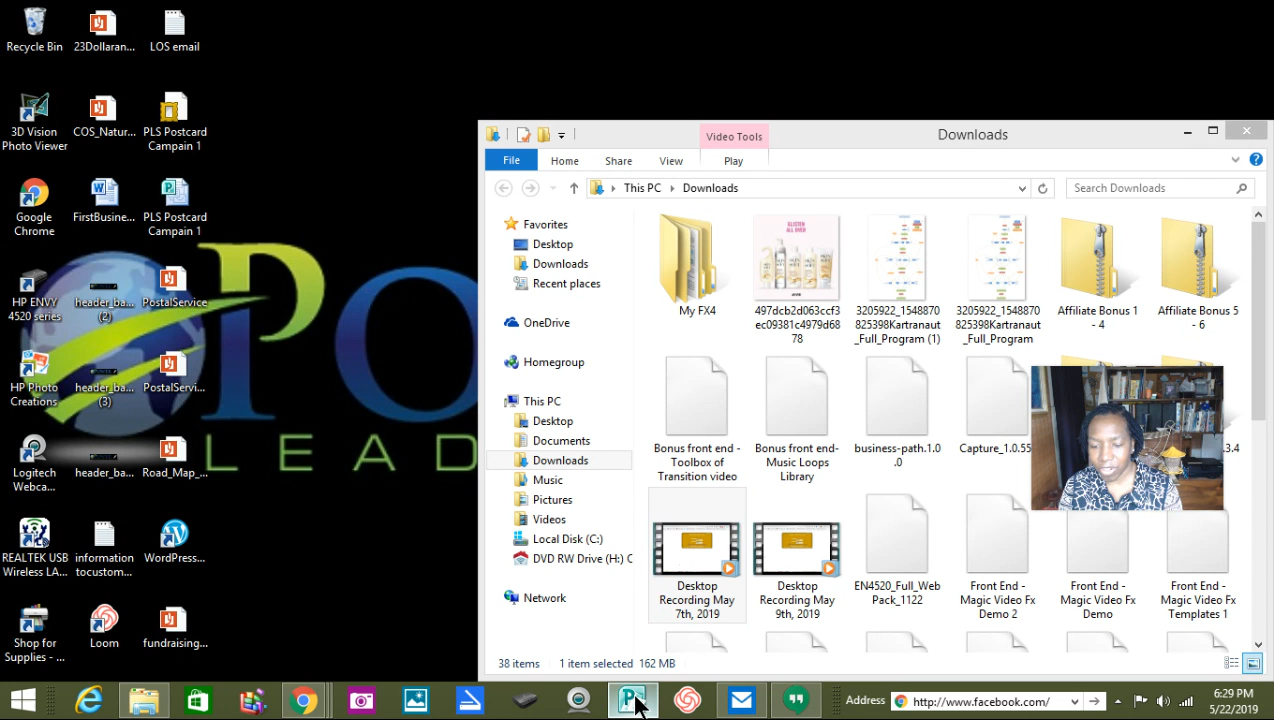 Recycle Bin
23Dollaran...
LOS email
3D Vision
Photo Viewer
COS_Natur...
PLS Postcard
Campain 1
Google
Chrome
FirstBusine...
PLS Postcard
Campain 1
HP ENVY
4520 series
header_ba...
(2)
PostalService
HP Photo
Creations
header_ba...
(3)
PostalServi...
Logitech
Webca...
header_ba...
Road_Map_...
REALTEK USB
Wireless LA...
information
tocustom...
WordPress...
Shop for
Supplies - ...
Loom
fundraising...
Po
LEAD
Video Tools
Downloads
File
Home
Share
View
Play
This PC
Downloads
Search Downloads
Favorites
Desktop
Downloads
Recent places
OneDrive
Homegroup
This PC
Desktop
Documents
Downloads
Music
Pictures
Videos
Local Disk (C:)
DVD RW Drive (H:) C
Network
My FX4
497dcb2d063ccf3
ec09381c4979d68
78
3205922_1548870
825398Kartranaut
_Full_Program (1)
3205922_1548870
825398Kartranaut
_Full_Program
Affiliate Bonus 1
- 4
Affiliate Bonus 5
- 6
Bonus front end -
Toolbox of
Transition video
Bonus front end-
Music Loops
Library
business-path.1.0
.0
Capture_1.0.55
.3.4
Desktop
Recording May
7th, 2019
Desktop
Recording May
9th, 2019
EN4520_Full_Web
Pack_1122
Front End -
Magic Video Fx
Demo 2
Front End -
Magic Video Fx
Demo
Front End -
Magic Video Fx
Templates 1
38 items
1 item selected 162 MB
Address
http://www.facebook.com/
6:29 PM
5/22/2019